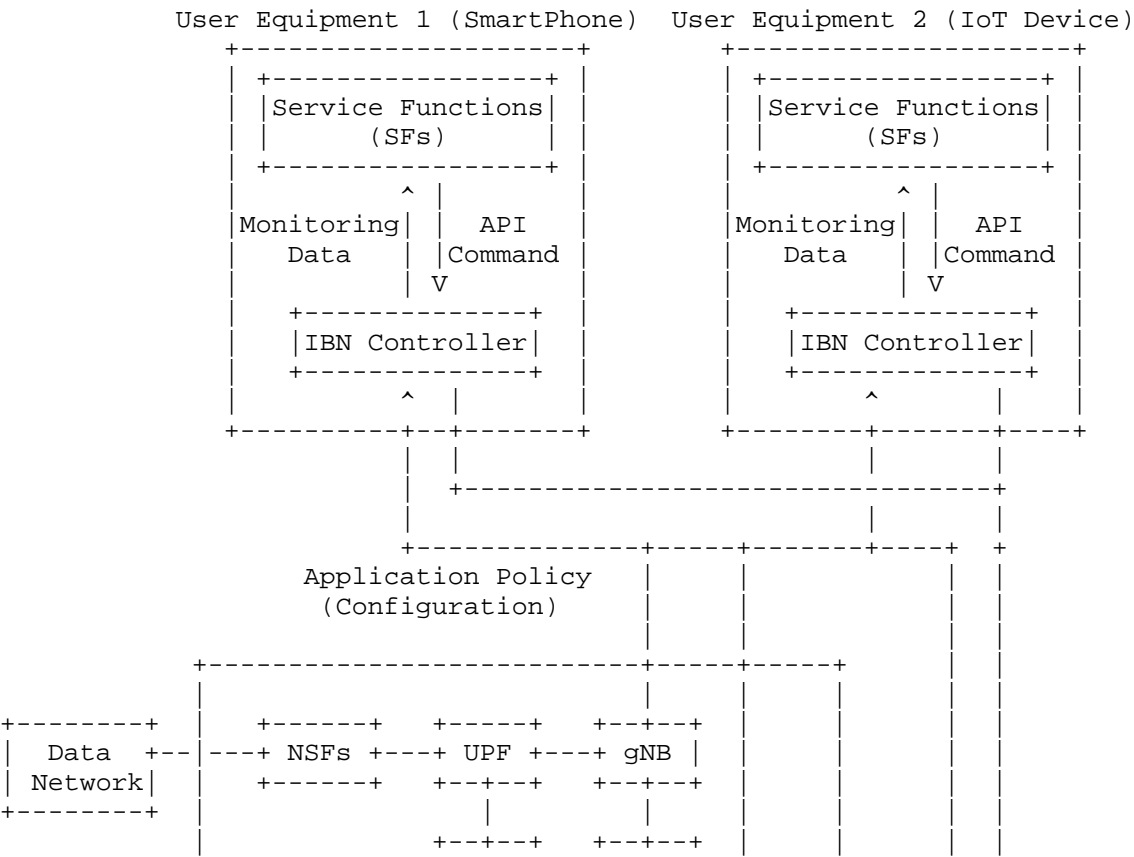 User Equipment 1 (SmartPhone) User Equipment 2 (IoT Device)
Service Functions Service Functions
(SFs) (SFs)
Monitoring API Monitoring API
Data Command Data Command
IBN Controller IBN Controller
Application Policy
(Configuration)
Data NSFs UPF gNB
Network